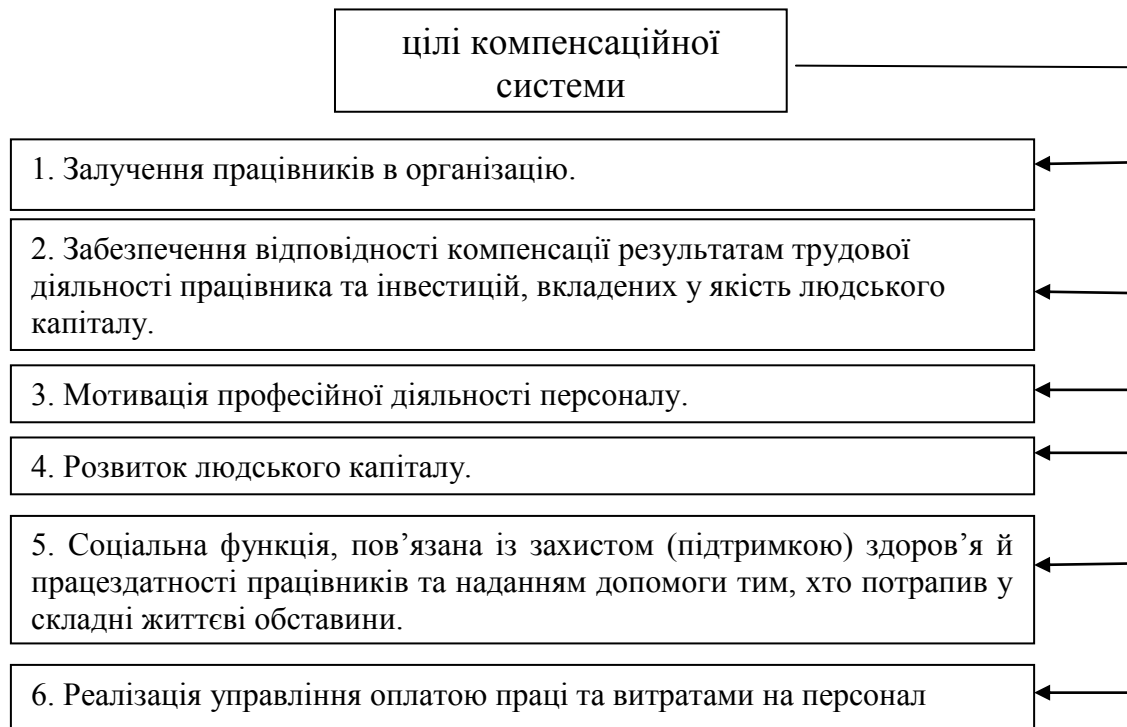 цілі компенсаційної
системи
1. Залучення працівників в організацію.
2. Забезпечення відповідності компенсації результатам трудової
діяльності працівника та інвестицій, вкладених у якість людського
капіталу.
3. Мотивація професійної діяльності персоналу.
4. Розвиток людського капіталу.
5. Соціальна функція, пов’язана із захистом (підтримкою) здоров’я й
працездатності працівників та наданням допомоги тим, хто потрапив у
складні життєві обставини.
6. Реалізація управління оплатою праці та витратами на персонал